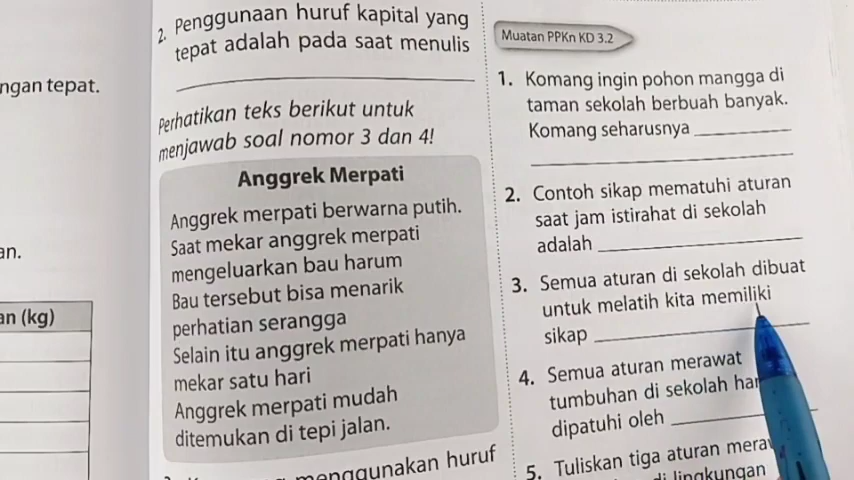 ngan tepat.
an.
an (kg)
2. Penggunaan huruf kapital yang
tepat adalah pada saat menulis
Perhatikan teks berikut untuk
menjawab soal nomor 3 dan 4!
Anggrek Merpati
Anggrek merpati berwarna putih.
Saat mekar anggrek merpati
mengeluarkan bau harum
Bau tersebut bisa menarik
perhatian serangga
Selain itu anggrek merpati hanya
mekar satu hari
Anggrek merpati mudah
ditemukan di tepi jalan.
menggunakan huruf
Muatan PPKn KD 3.2
1. Komang ingin pohon mangga di
taman sekolah berbuah banyak.
Komang seharusnya
2. Contoh sikap mematuhi aturan
saat jam istirahat di sekolah
adalah
3. Semua aturan di sekolah dibuat
untuk melatih kita memiliki
sikap
4. Semua aturan merawat
tumbuhan di sekolah har
dipatuhi oleh
5. Tuliskan tiga aturan mera
di lingkungan